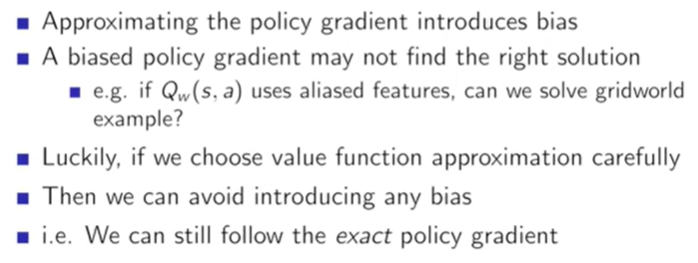 Approximating the policy gradient introduces bias
A biased policy gradient may not find the right solution
e.g. if Q_w(s, a) uses aliased features, can we solve gridworld
example?
Luckily, if we choose value function approximation carefully
Then we can avoid introducing any bias
i.e. We can still follow the exact policy gradient